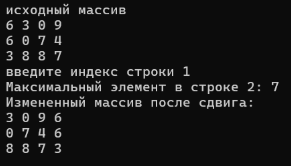 исходный массив
6 3 0 9
6 0 7 4
3 8 8 7
введите индекс строки 1
Максимальный элемент в строке 2: 7
Измененный массив после сдвига:
3 0 9 6
0 7 4 6
8 8 7 3